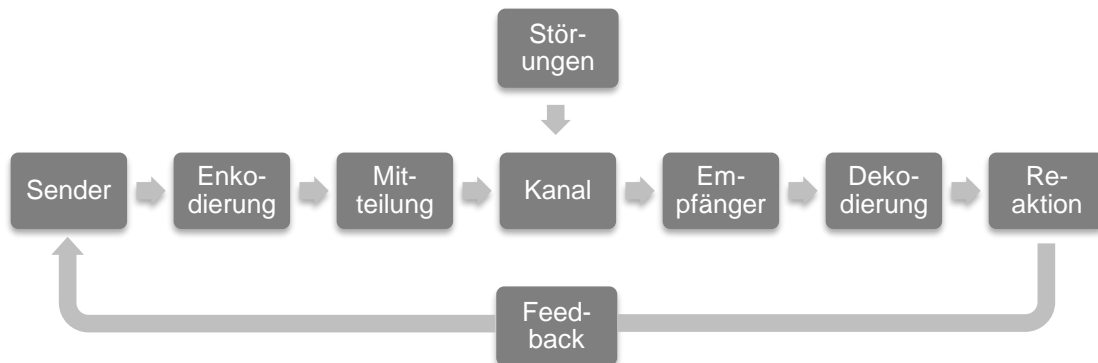 Stör-
ungen
Sender
Enko-
dierung
Mit-
teilung
Kanal
Em-
pfänger
Deko-
dierung
Re-
aktion
Feed-
back